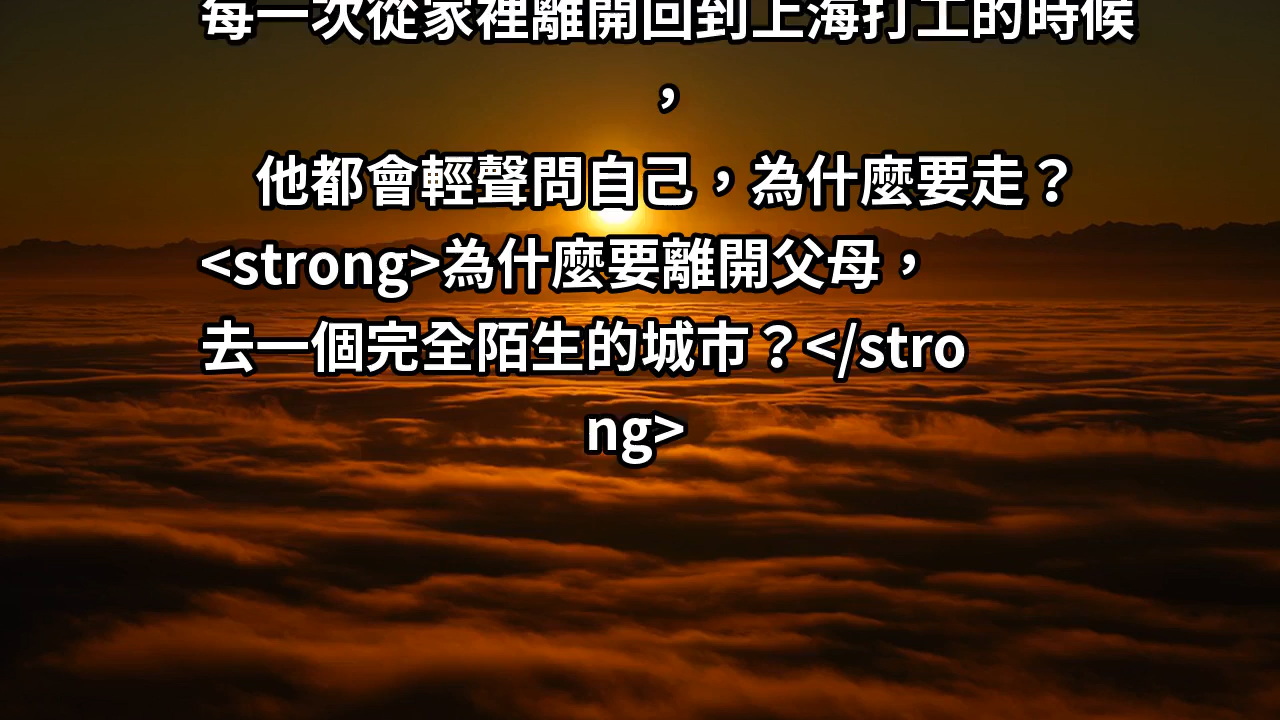 每一次從家裡離開回到上海打工的時候
，
他都會輕聲問自己，為什麼要走？
<strong>為什麼要離開父母，
去一個完全陌生的城市？</stro
ng>